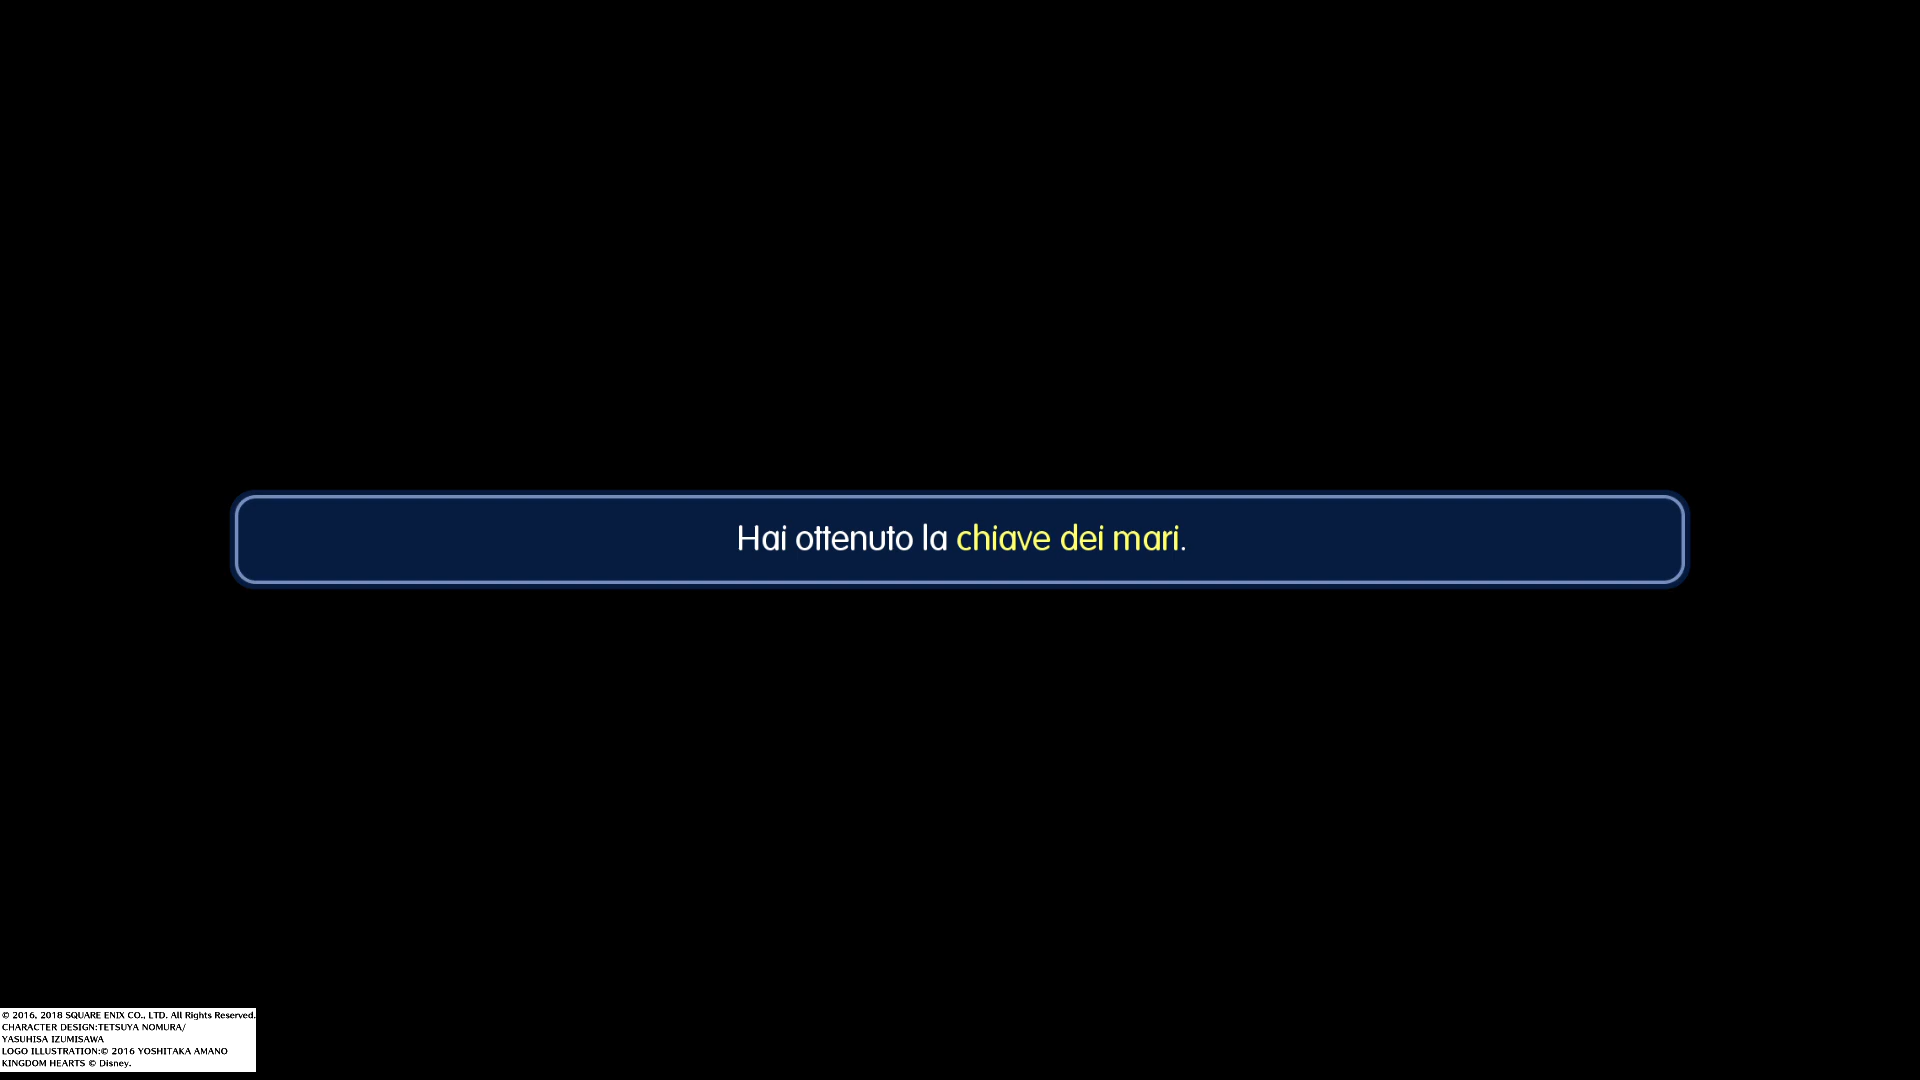 Hai ottenuto la chiave dei mari.
© 2016, 2018 SQUARE ENIX CO., LTD. All Rights Reserved.
CHARACTER DESIGN:TETSUYA NOMURA/
YASUHISA IZUMISAWA
LOGO ILLUSTRATION:© 2016 YOSHITAKA AMANO
KINGDOM HEARTS © Disney.